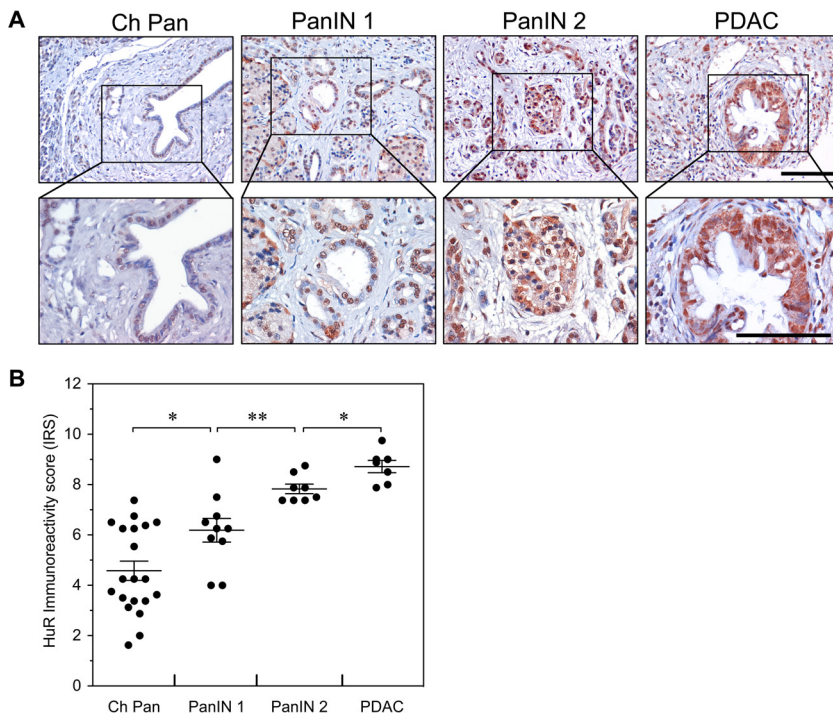 A
Ch Pan PanIN 1 PanIN 2 PDAC
B
HuR Immunoreactivity score (IRS)
12
10
8
6
4
2
0
* ** *
Ch Pan PanIN 1 PanIN 2 PDAC